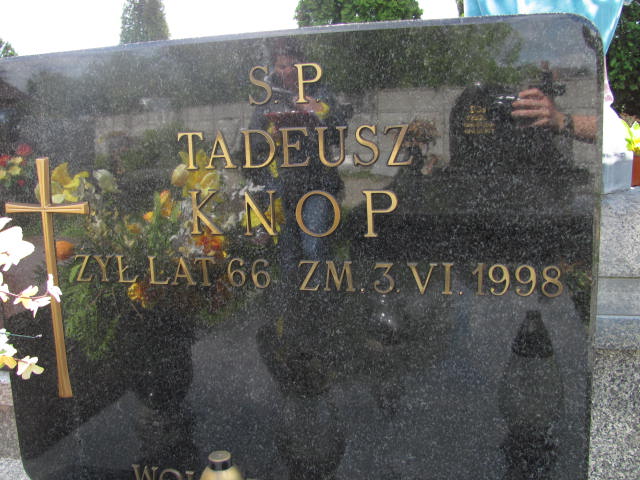 Ś.P
TADEUSZ
KNOP
ŻYŁ LAT 66 ZM. 3. VI. 1998